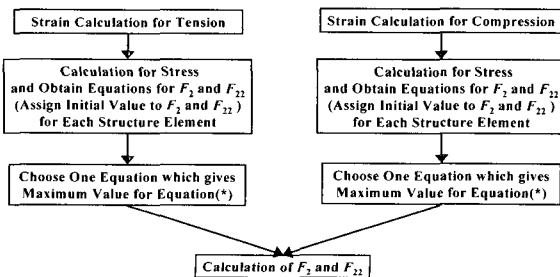 Strain Calculation for Tension
Calculation for Stress
and Obtain Equations for F₂ and F₂₂
(Assign Initial Value to F₂ and F₂₂ )
for Each Structure Element
Choose One Equation which gives
Maximum Value for Equation(*)
Strain Calculation for Compression
Calculation for Stress
and Obtain Equations for F₂ and F₂₂
(Assign Initial Value to F₂ and F₂₂ )
for Each Structure Element
Choose One Equation which gives
Maximum Value for Equation(*)
Calculation of F₂ and F₂₂